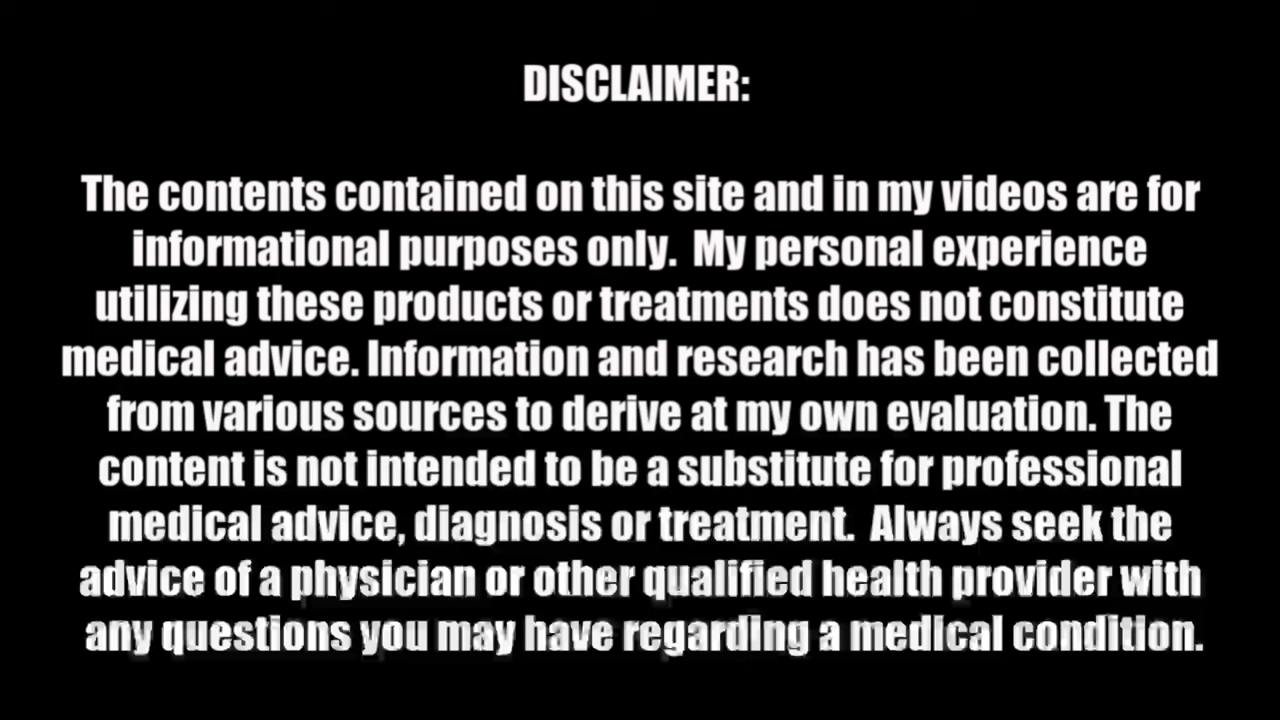 DISCLAIMER:
The contents contained on this site and in my videos are for
informational purposes only.  My personal experience
utilizing these products or treatments does not constitute
medical advice. Information and research has been collected
from various sources to derive at my own evaluation. The
content is not intended to be a substitute for professional
medical advice, diagnosis or treatment.  Always seek the
advice of a physician or other qualified health provider with
any questions you may have regarding a medical condition.